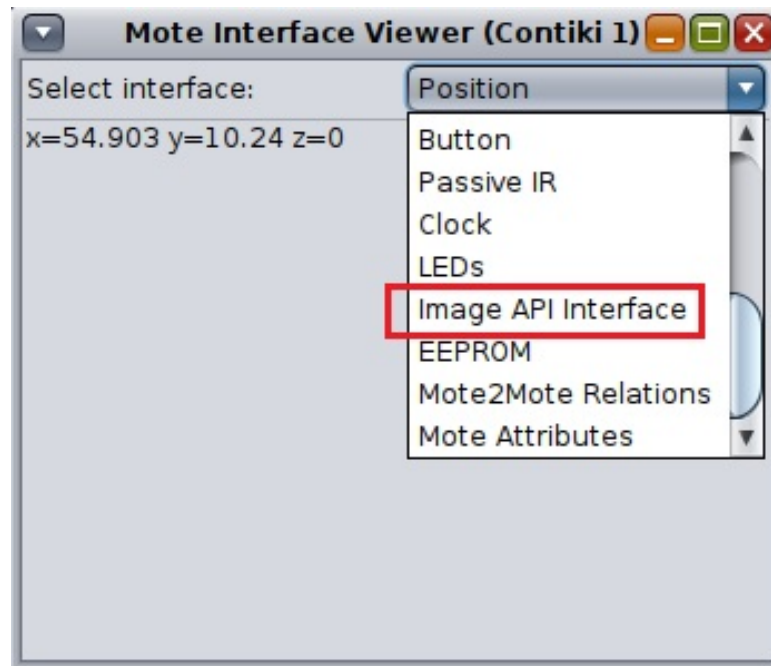 Mote Interface Viewer (Contiki 1)
Select interface: Position
x=54.903 y=10.24 z=0
Button
Passive IR
Clock
LEDs
Image API Interface
EEPROM
Mote2Mote Relations
Mote Attributes